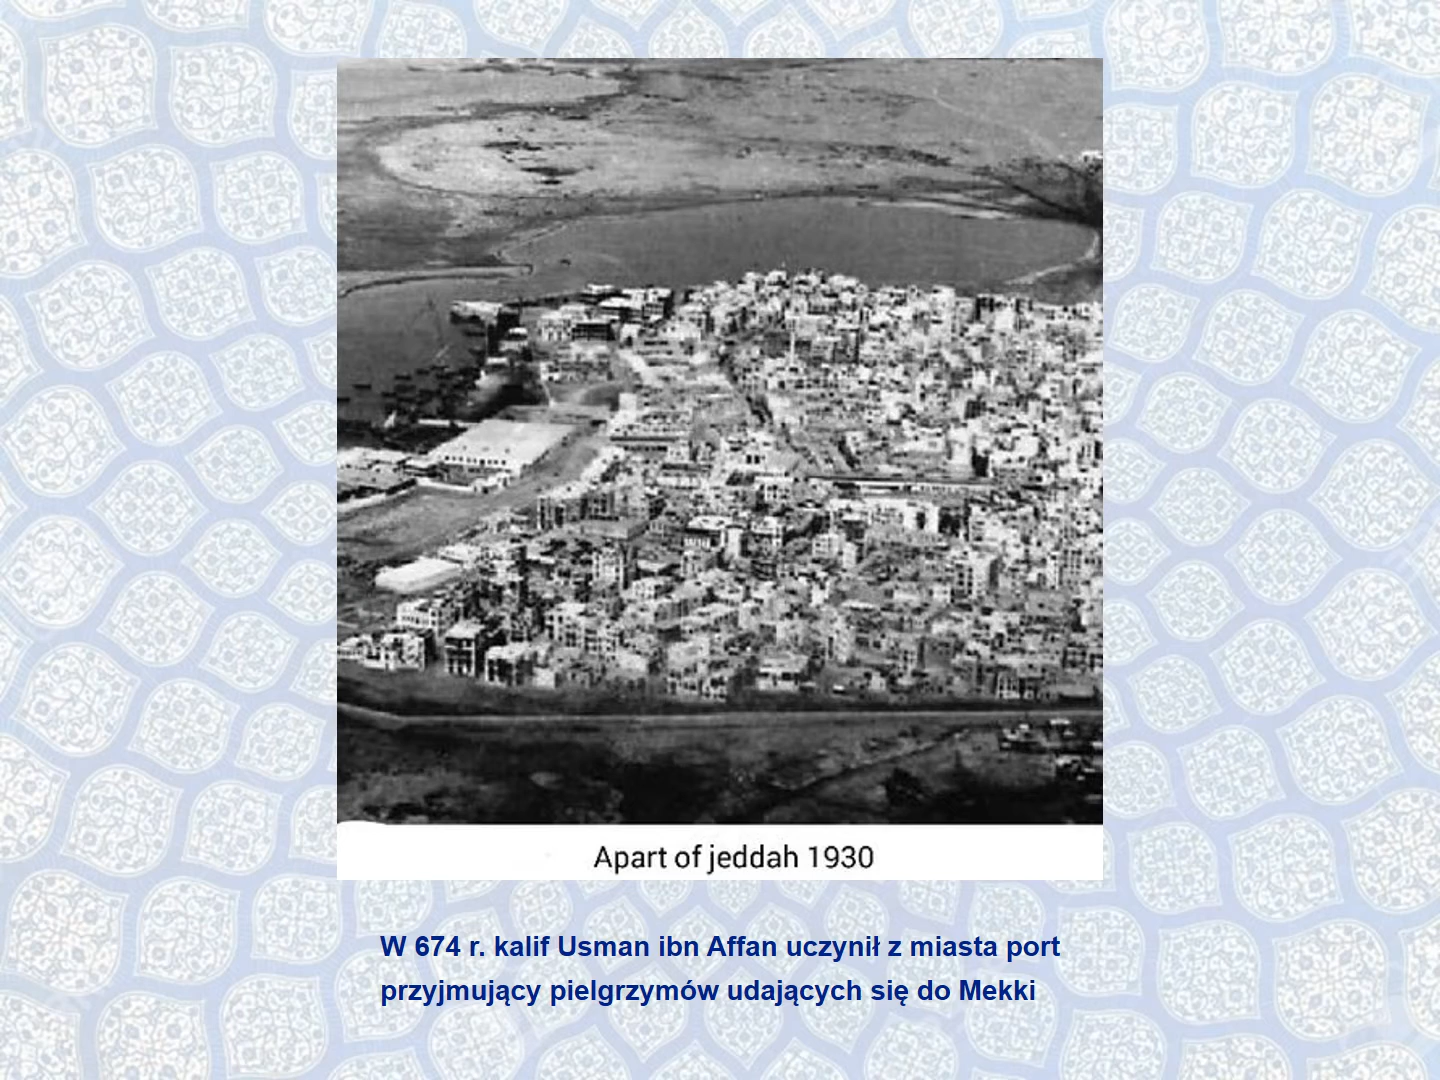 Apart of jeddah 1930
W 674 r. kalif Usman ibn Affan uczynił z miasta port
przyjmujący pielgrzymów udających się do Mekki